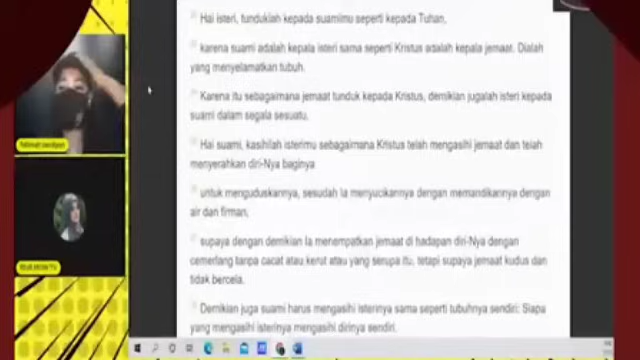 Hai isteri, tunduklah kepada suamimu seperti kepada Tuhan,
karena suami adalah kepala isteri sama seperti Kristus adalah kepala jemaat. Dialah
yang menyelamatkan tubuh.
Karena itu sebagaimana jemaat tunduk kepada Kristus, demikian jugalah isteri kepada
suami dalam segala sesuatu.
Hai suami, kasihilah isterimu sebagaimana Kristus telah mengasihi jemaat dan telah
menyerahkan diri-Nya baginya
untuk menguduskannya, sesudah Ia menyucikannya dengan memandikannya dengan
air dan firman,
supaya dengan demikian Ia menempatkan jemaat di hadapan diri-Nya dengan
cemerlang tanpa cacat atau kerut atau yang serupa itu, tetapi supaya jemaat kudus dan
tidak bercela.
Demikian juga suami harus mengasihi isterinya sama seperti tubuhnya sendiri: Siapa
yang mengasihi isterinya mengasihi dirinya sendiri.